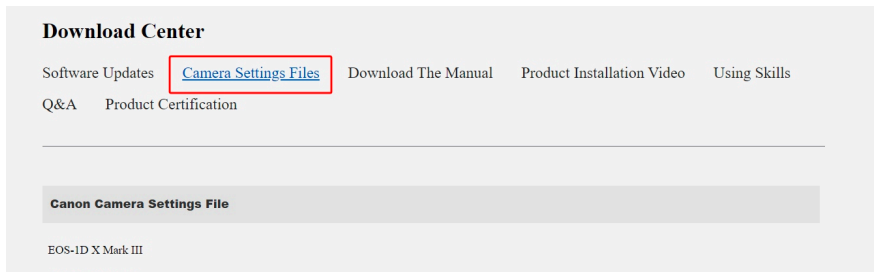 Download Center
Software Updates Camera Settings Files Download The Manual Product Installation Video Using Skills
Q&A Product Certification
Canon Camera Settings File
EOS-1D X Mark III